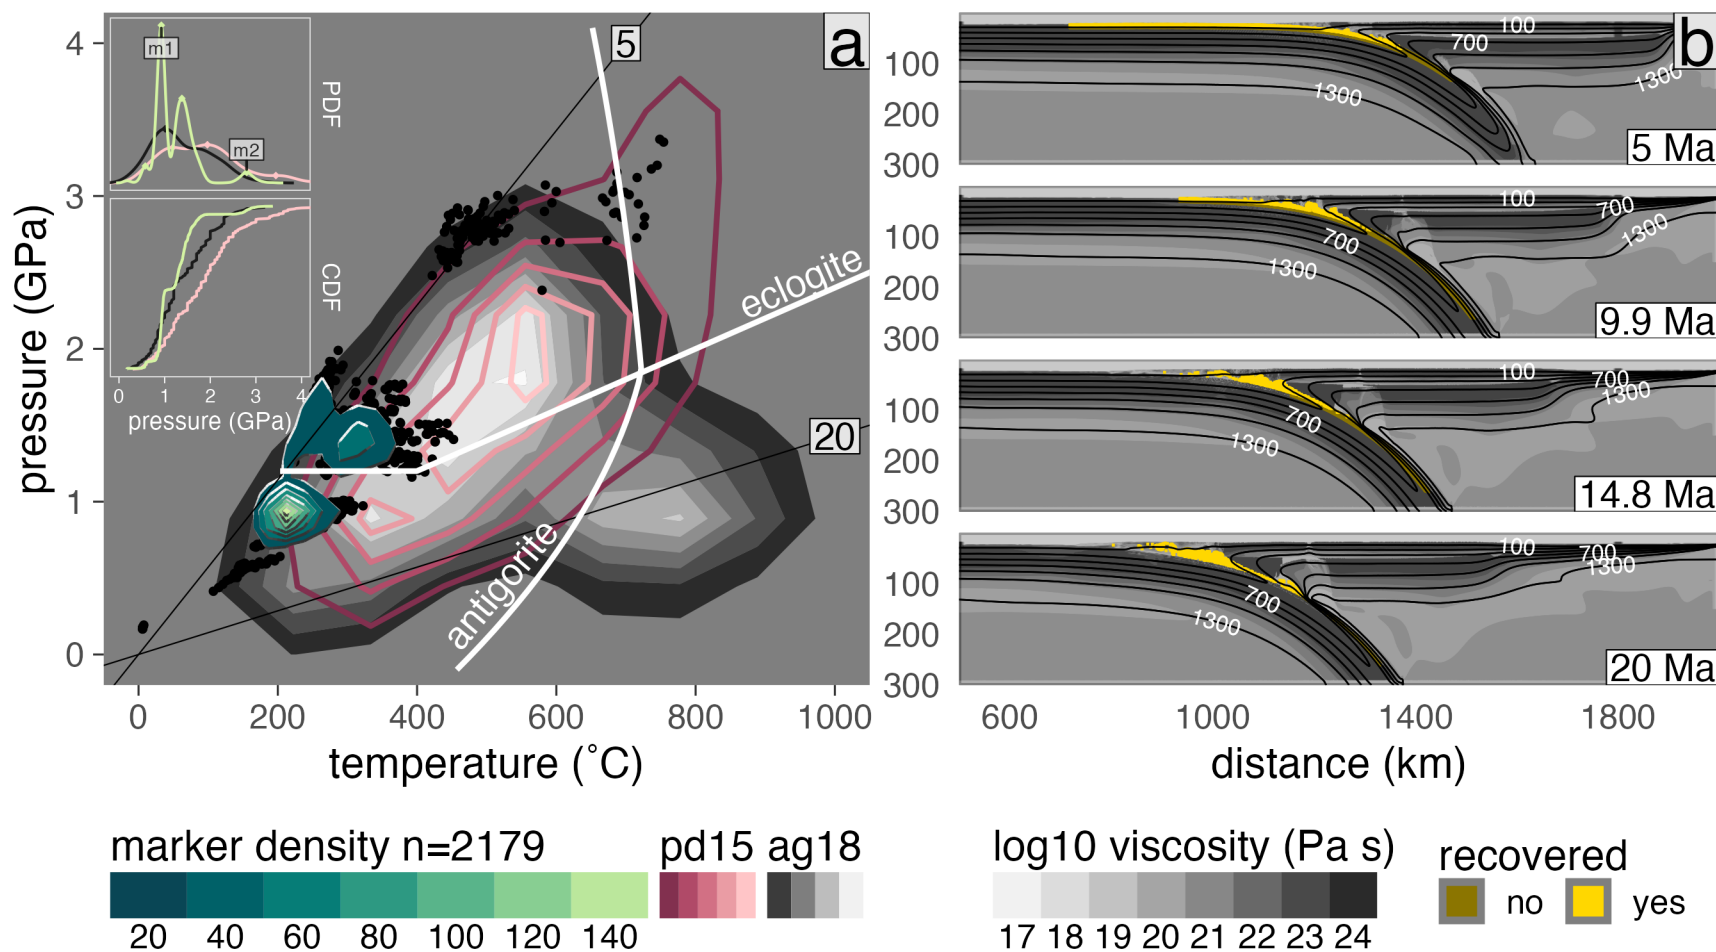 a
4
3
2
1
0
pressure (GPa)
0
200
400
600
800
1000
temperature (˚C)
m1
m2
PDF
CDF
0
1
2
3
4
pressure (GPa)
5
20
eclogite
antigorite
b
100
200
300
100
700
1300
1300
5 Ma
100
200
300
100
700
1300
700
1300
9.9 Ma
100
200
300
100
700
1300
700
1300
14.8 Ma
100
200
300
100
700
1300
700
1300
20 Ma
600
1000
1400
1800
distance (km)
marker density n=2179
20 40 60 80 100 120 140
pd15
ag18
log10 viscosity (Pa s)
17 18 19 20 21 22 23 24
recovered
no
yes